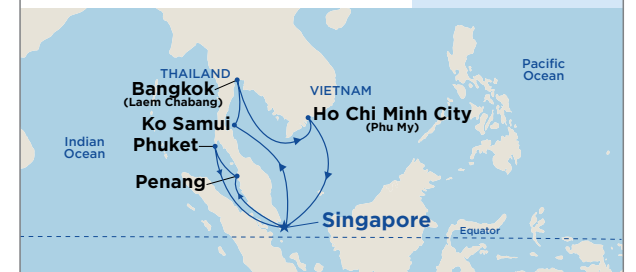 Pacific
Ocean
THAILAND
Bangkok
(Laem Chabang)
VIETNAM
Ho Chi Minh City
(Phu My)
Ko Samui
Indian
Ocean
Phuket
Penang
Singapore
Equator